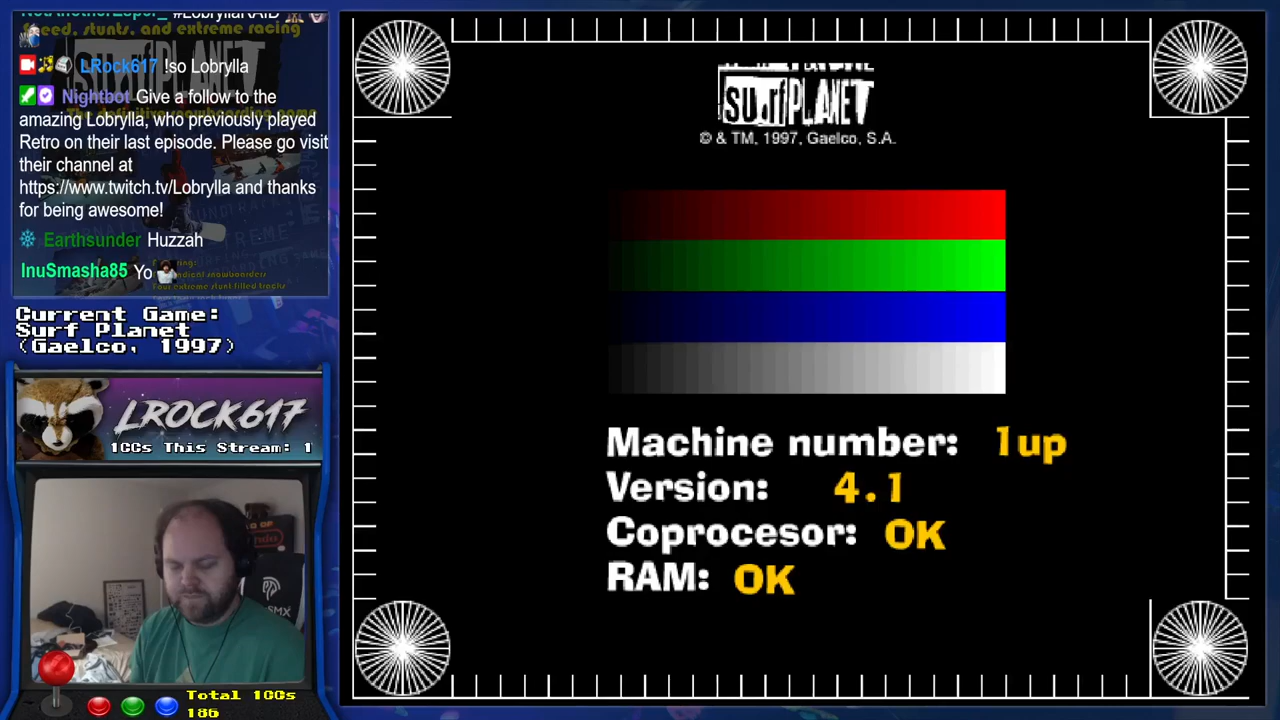 NotAnotherEsper_ #LobryllaRAID
LRock617 !so Lobrylla
Nightbot Give a follow to the
amazing Lobrylla, who previously played
Retro on their last episode. Please go visit
their channel at
https://www.twitch.tv/Lobrylla and thanks
for being awesome!
Earthsunder Huzzah
InuSmasha85 Yo
Current Game:
Surf Planet
(Gaelco, 1997)
LROCK617
1CCs This Stream: 1
Total 1CCs
186
SURF PLANET
© & TM, 1997, Gaelco, S.A.
Machine number: 1up
Version: 4.1
Coprocesor: OK
RAM: OK